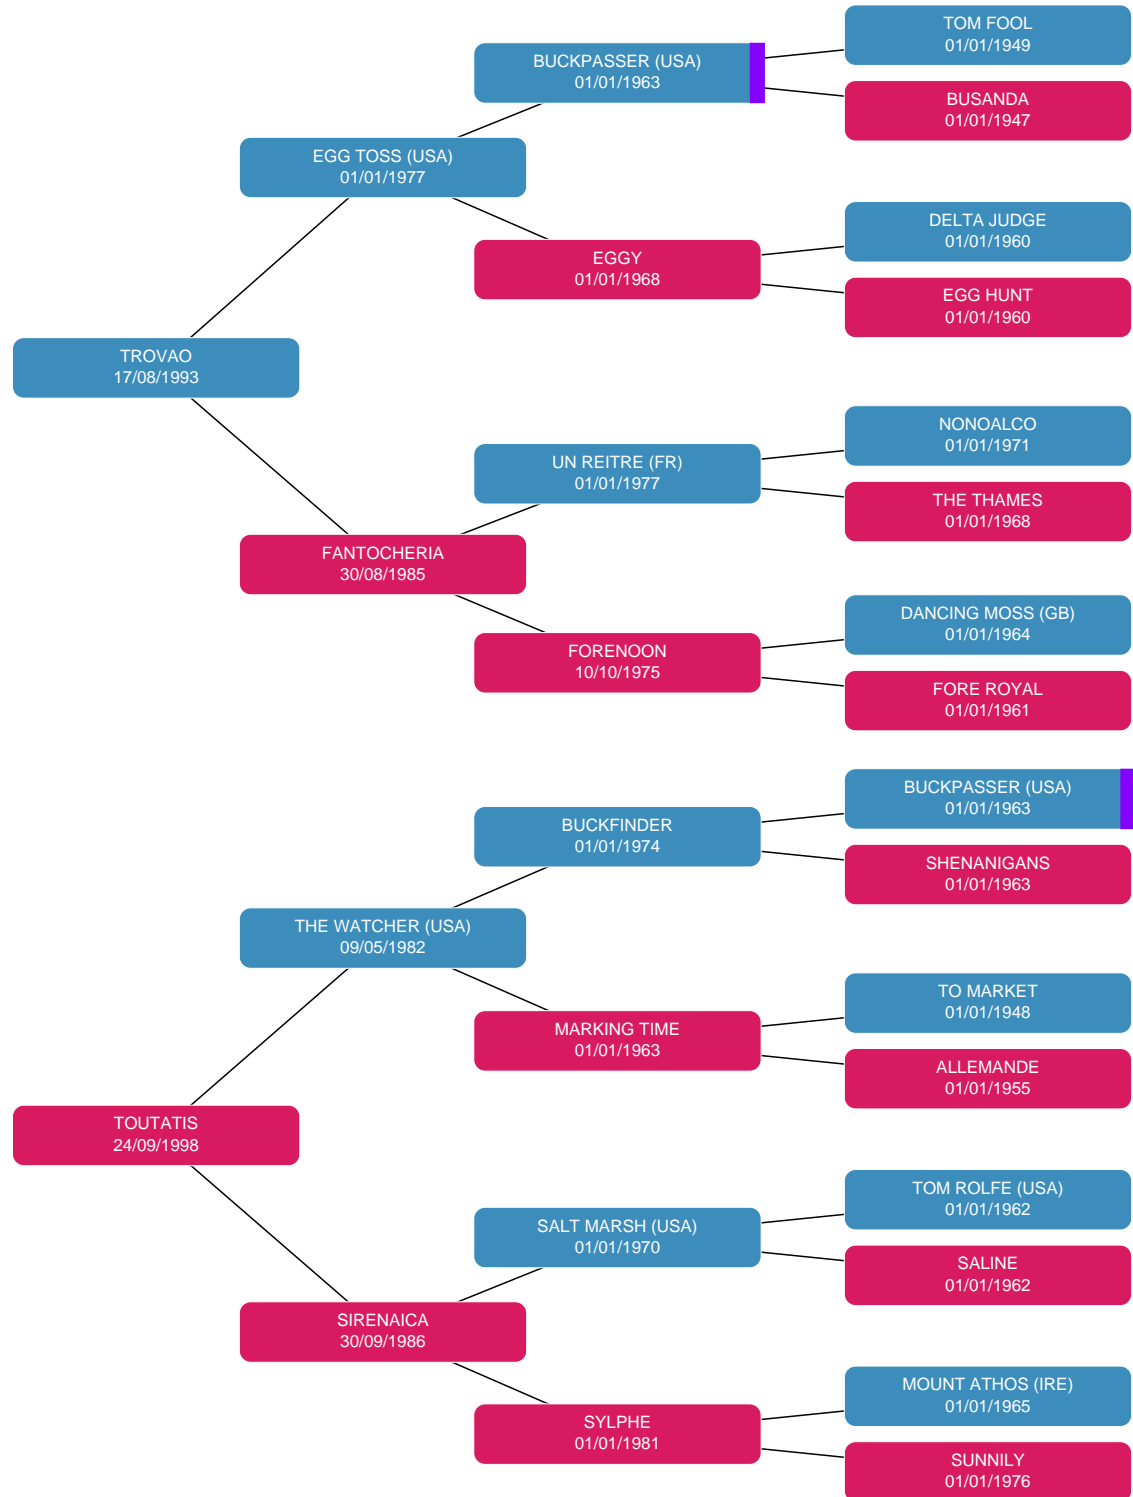 TOM FOOL
01/01/1949
BUCKPASSER (USA)
01/01/1963
BUSANDA
01/01/1947
EGG TOSS (USA)
01/01/1977
DELTA JUDGE
01/01/1960
EGGY
01/01/1968
EGG HUNT
01/01/1960
TROVAO
17/08/1993
NONOALCO
01/01/1971
UN REITRE (FR)
01/01/1977
THE THAMES
01/01/1968
FANTOCHERIA
30/08/1985
DANCING MOSS (GB)
01/01/1964
FORENOON
10/10/1975
FORE ROYAL
01/01/1961
BUCKPASSER (USA)
01/01/1963
BUCKFINDER
01/01/1974
SHENANIGANS
01/01/1963
THE WATCHER (USA)
09/05/1982
TO MARKET
01/01/1948
MARKING TIME
01/01/1963
ALLEMANDE
01/01/1955
TOUTATIS
24/09/1998
TOM ROLFE (USA)
01/01/1962
SALT MARSH (USA)
01/01/1970
SALINE
01/01/1962
SIRENAICA
30/09/1986
MOUNT ATHOS (IRE)
01/01/1965
SYLPHE
01/01/1981
SUNNILY
01/01/1976